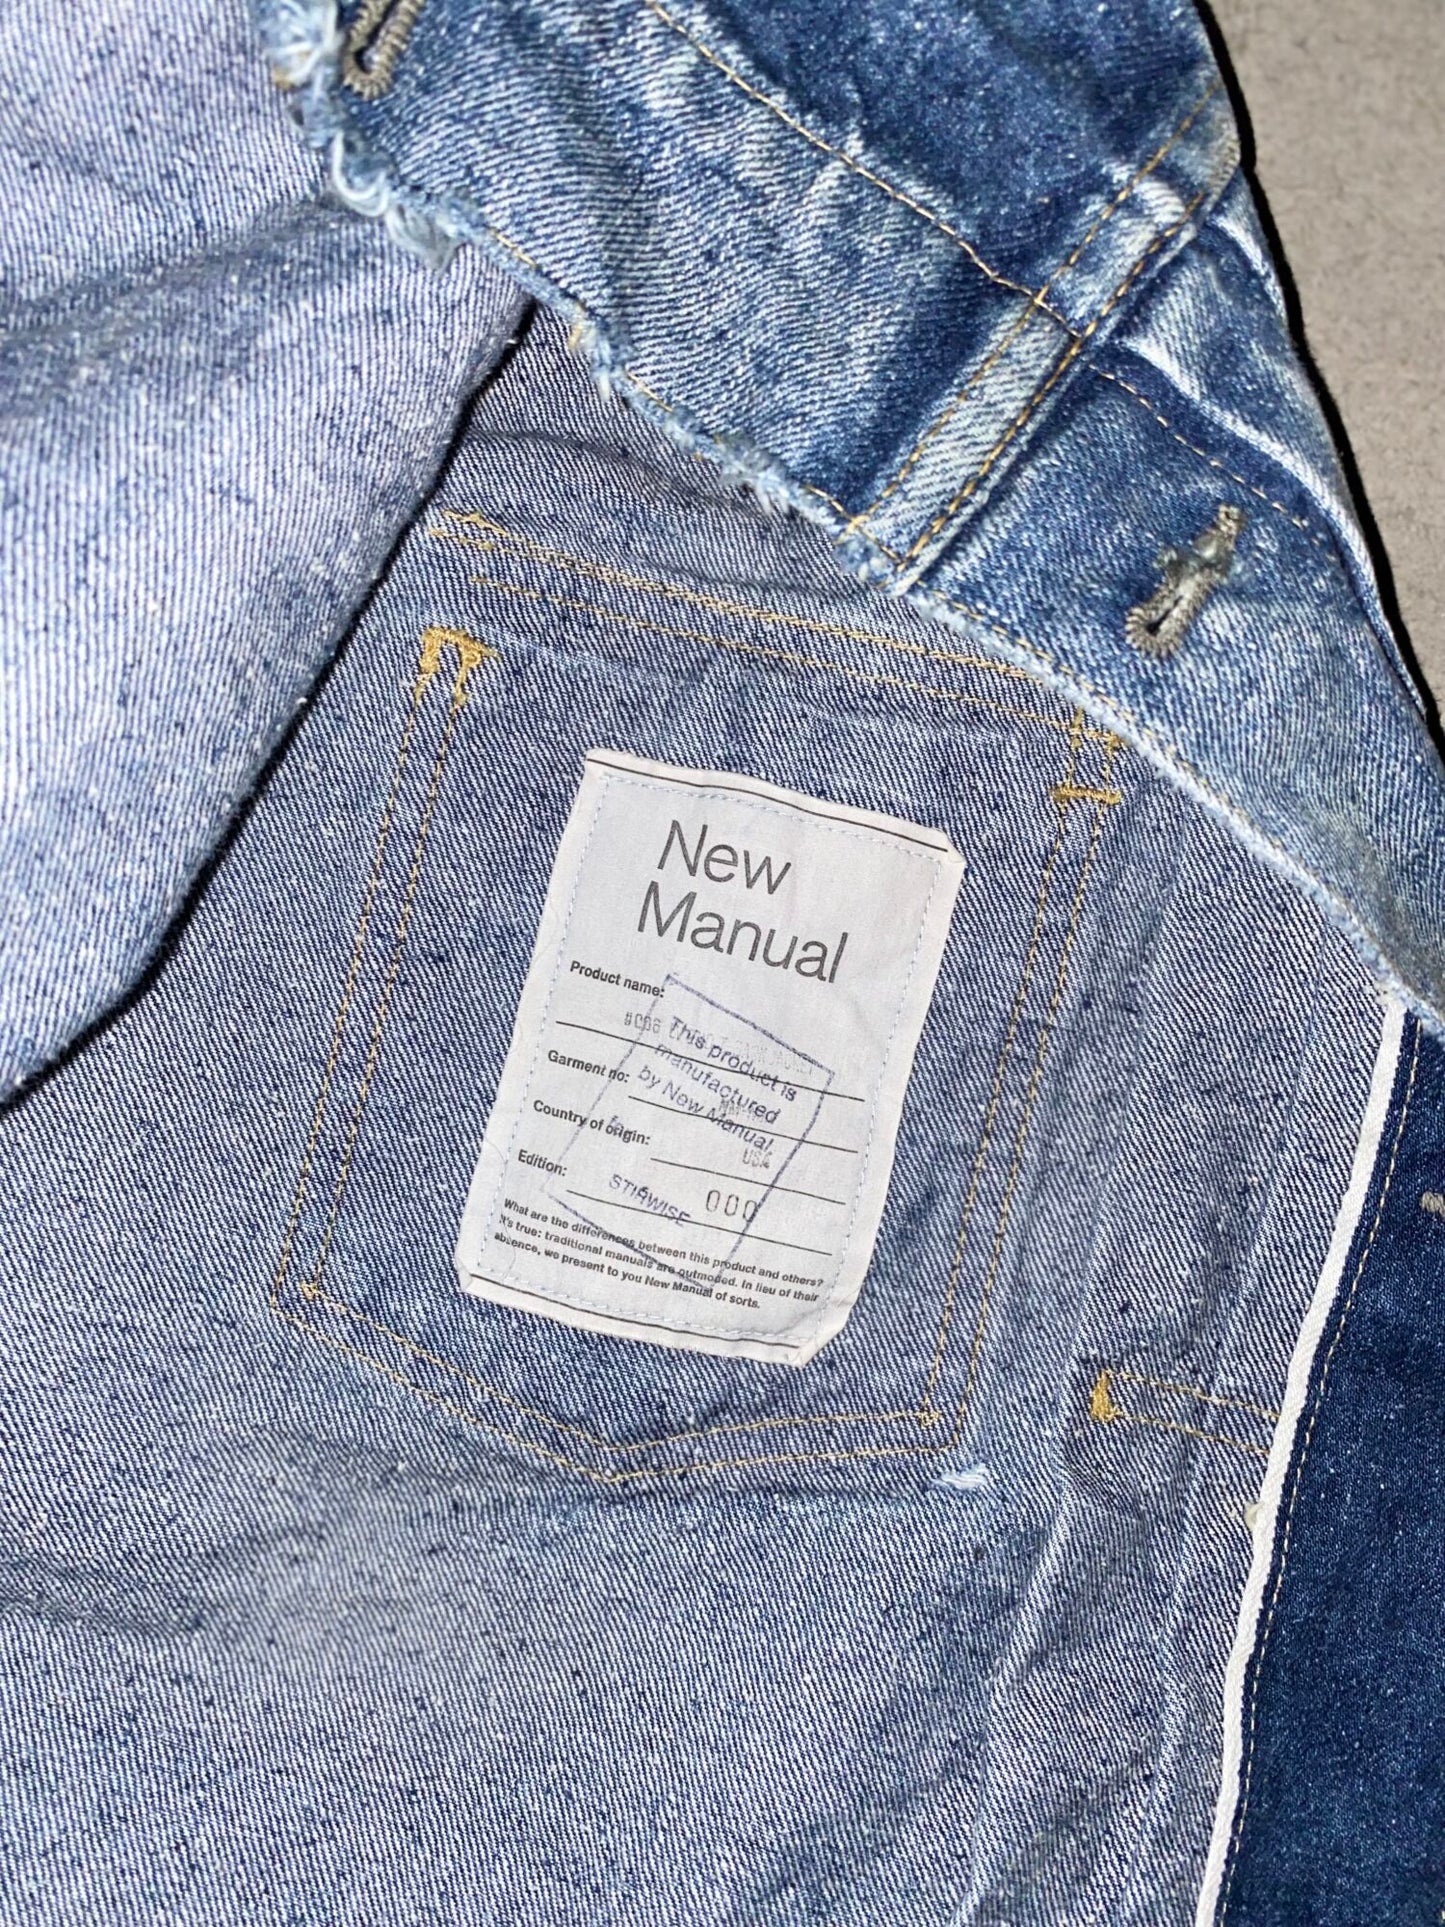 New
Manual
Product name:
#006
This product is
manufactured
by New Manual
Garment no:
Country of origin:
USA
Edition:
STIRWISE
000
What are the differences between this product and others?
It's true: traditional manuals are outmoded. In lieu of their
absence, we present to you New Manual of sorts.